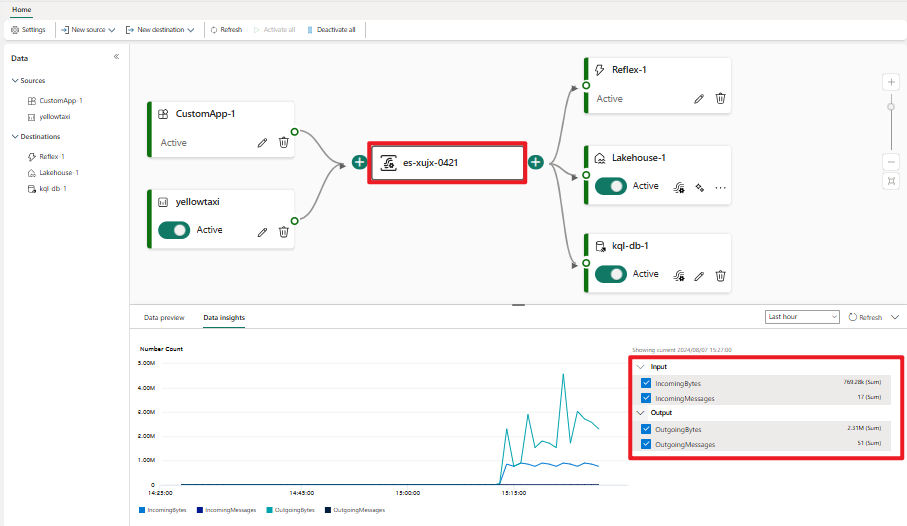 Home
Settings New source New destination Refresh Activate all Deactivate all
Data
Sources
CustomApp-1
yellowtaxi
Destinations
Reflex-1
Lakehouse-1
kql-db-1
CustomApp-1
Active
yellowtaxi
Active
es-xujx-0421
Reflex-1
Active
Lakehouse-1
Active
kql-db-1
Active
Data preview Data insights
Last hour Refresh
Number Count
5.00M
4.00M
3.00M
2.00M
1.00M
0
14:25:00 14:45:00 15:00:00 15:15:00
IncomingBytes IncomingMessages OutgoingBytes OutgoingMessages
Showing current 2024/08/07 15:27:00
Input
IncomingBytes 769.28k (Sum)
IncomingMessages 17 (Sum)
Output
OutgoingBytes 2.31M (Sum)
OutgoingMessages 51 (Sum)